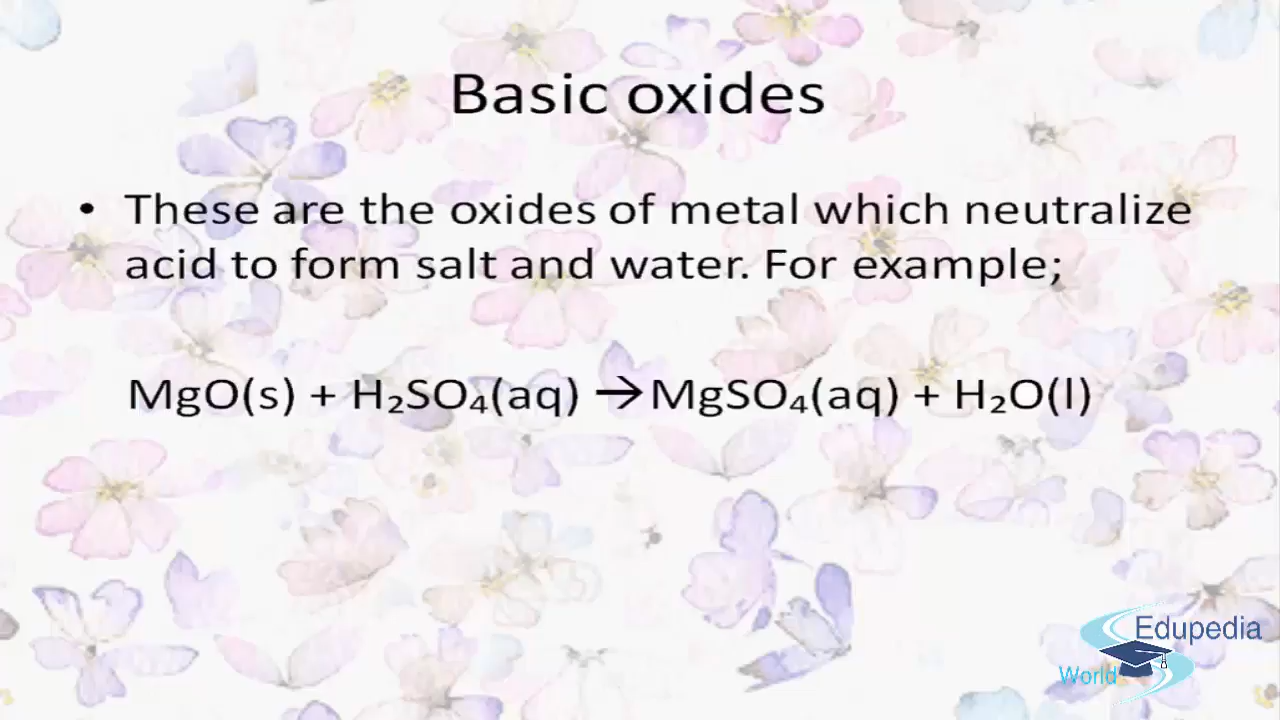 Basic oxides
• These are the oxides of metal which neutralize
acid to form salt and water. For example;
MgO(s) + H₂SO₄(aq) →MgSO₄(aq) + H₂O(l)
Edupedia
World